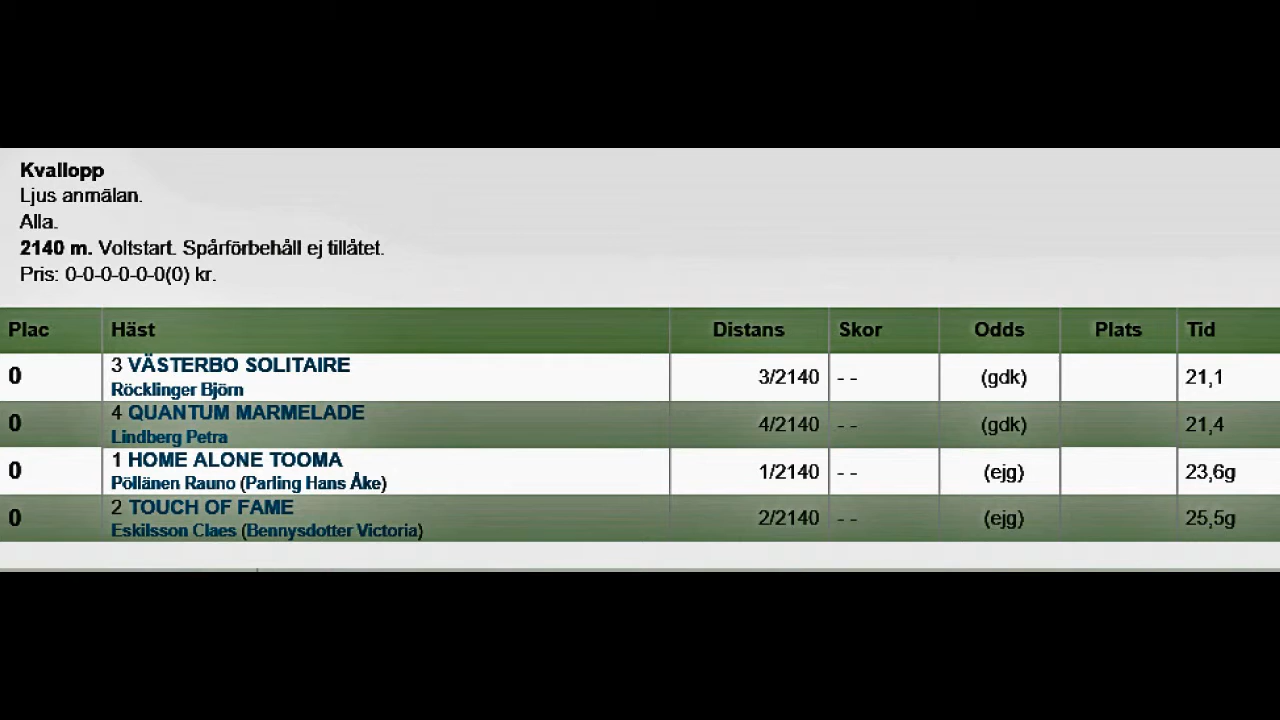 Kvallopp
Ljus anmälan.
Alla.
2140 m. Voltstart. Spårförbehåll ej tillåtet.
Pris: 0-0-0-0-0-0(0) kr.
Plac Häst Distans Skor Odds Plats Tid
0 3 VÄSTERBO SOLITAIRE 3/2140 - - (gdk) 21,1
Röcklinger Björn
0 4 QUANTUM MARMELADE 4/2140 - - (gdk) 21,4
Lindberg Petra
0 1 HOME ALONE TOOMA 1/2140 - - (ejg) 23,6g
Pöllänen Rauno (Parling Hans Åke)
0 2 TOUCH OF FAME 2/2140 - - (ejg) 25,5g
Eskilsson Claes (Bennysdotter Victoria)